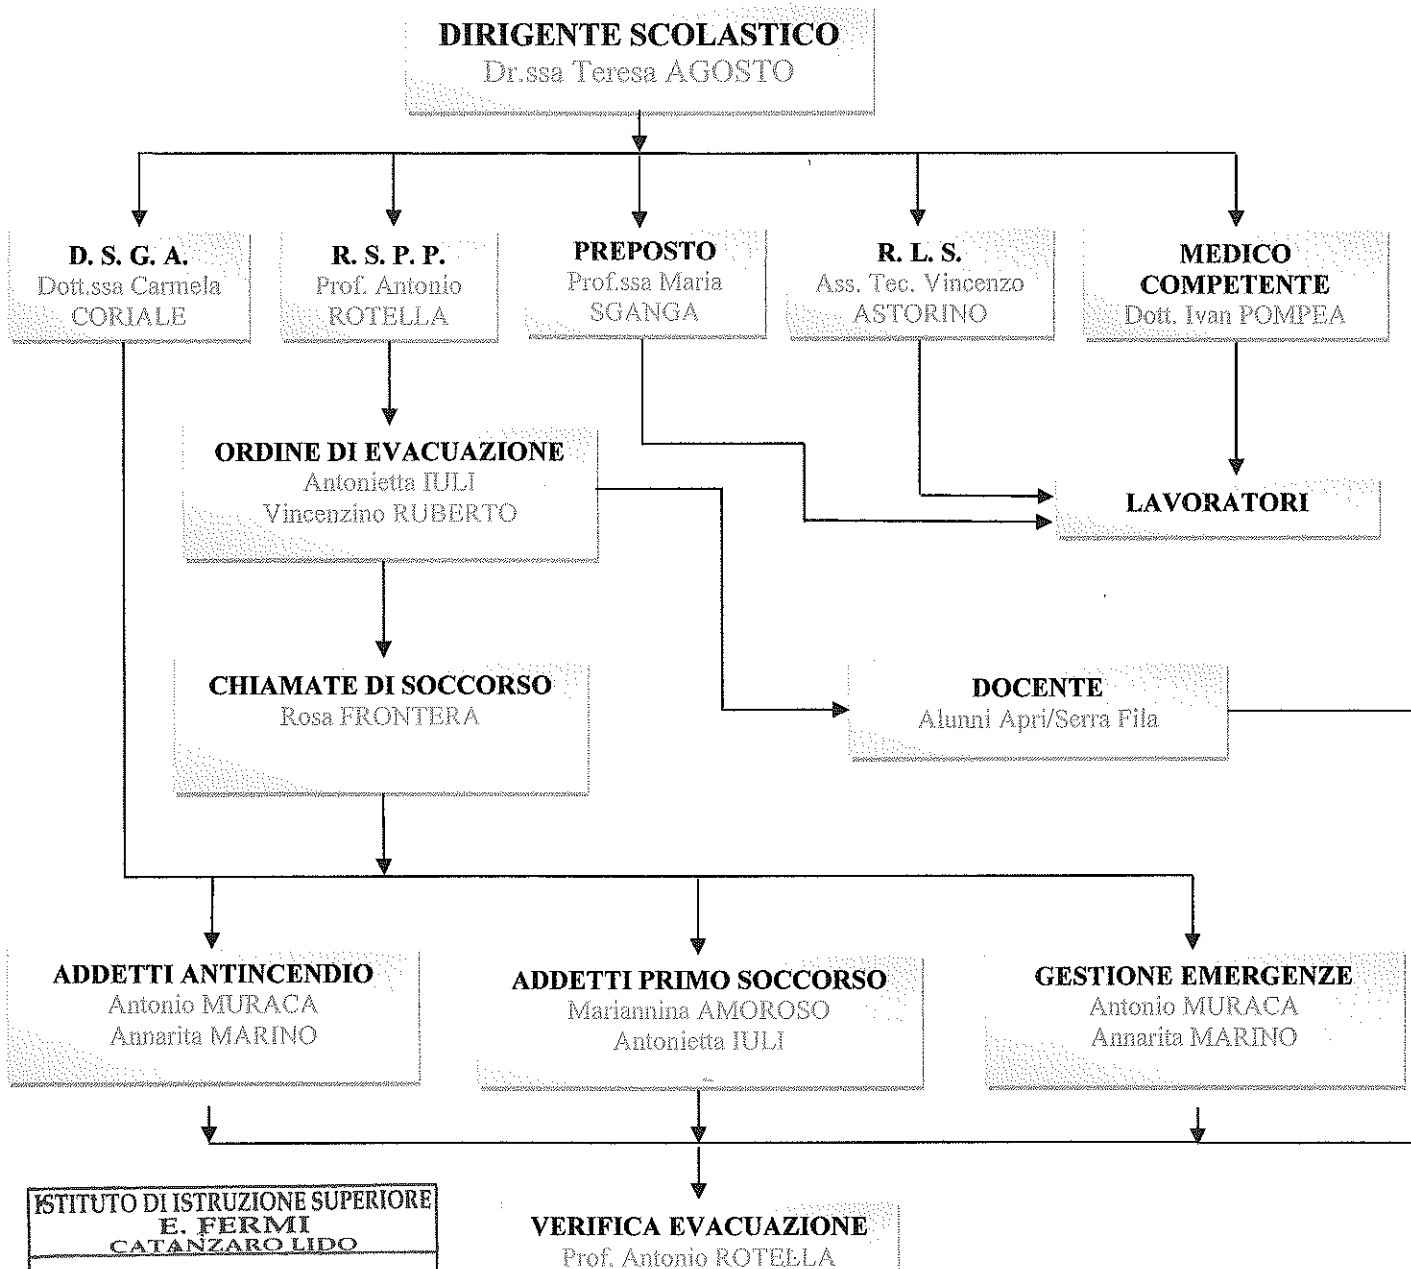 DIRIGENTE SCOLASTICO
Dr.ssa Teresa AGOSTO
D. S. G. A.
Dott.ssa Carmela
CORIALE
R. S. P. P.
Prof. Antonio
ROTELLA
PREPOSTO
Prof.ssa Maria
SGANGA
R. L. S.
Ass. Tec. Vincenzo
ASTORINO
MEDICO
COMPETENTE
Dott. Ivan POMPEA
ORDINE DI EVACUAZIONE
Antonietta IULI
Vincenzino RUBERTO
LAVORATORI
CHIAMATE DI SOCCORSO
Rosa FRONTERA
DOCENTE
Alunni Apri/Serra Fila
ADDETTI ANTINCENDIO
Antonio MURACA
Annarita MARINO
ADDETTI PRIMO SOCCORSO
Mariannina AMOROSO
Antonietta IULI
GESTIONE EMERGENZE
Antonio MURACA
Annarita MARINO
ISTITUTO DI ISTRUZIONE SUPERIORE
E. FERMI
CATANZARO LIDO
VERIFICA EVACUAZIONE
Prof. Antonio ROTELLA